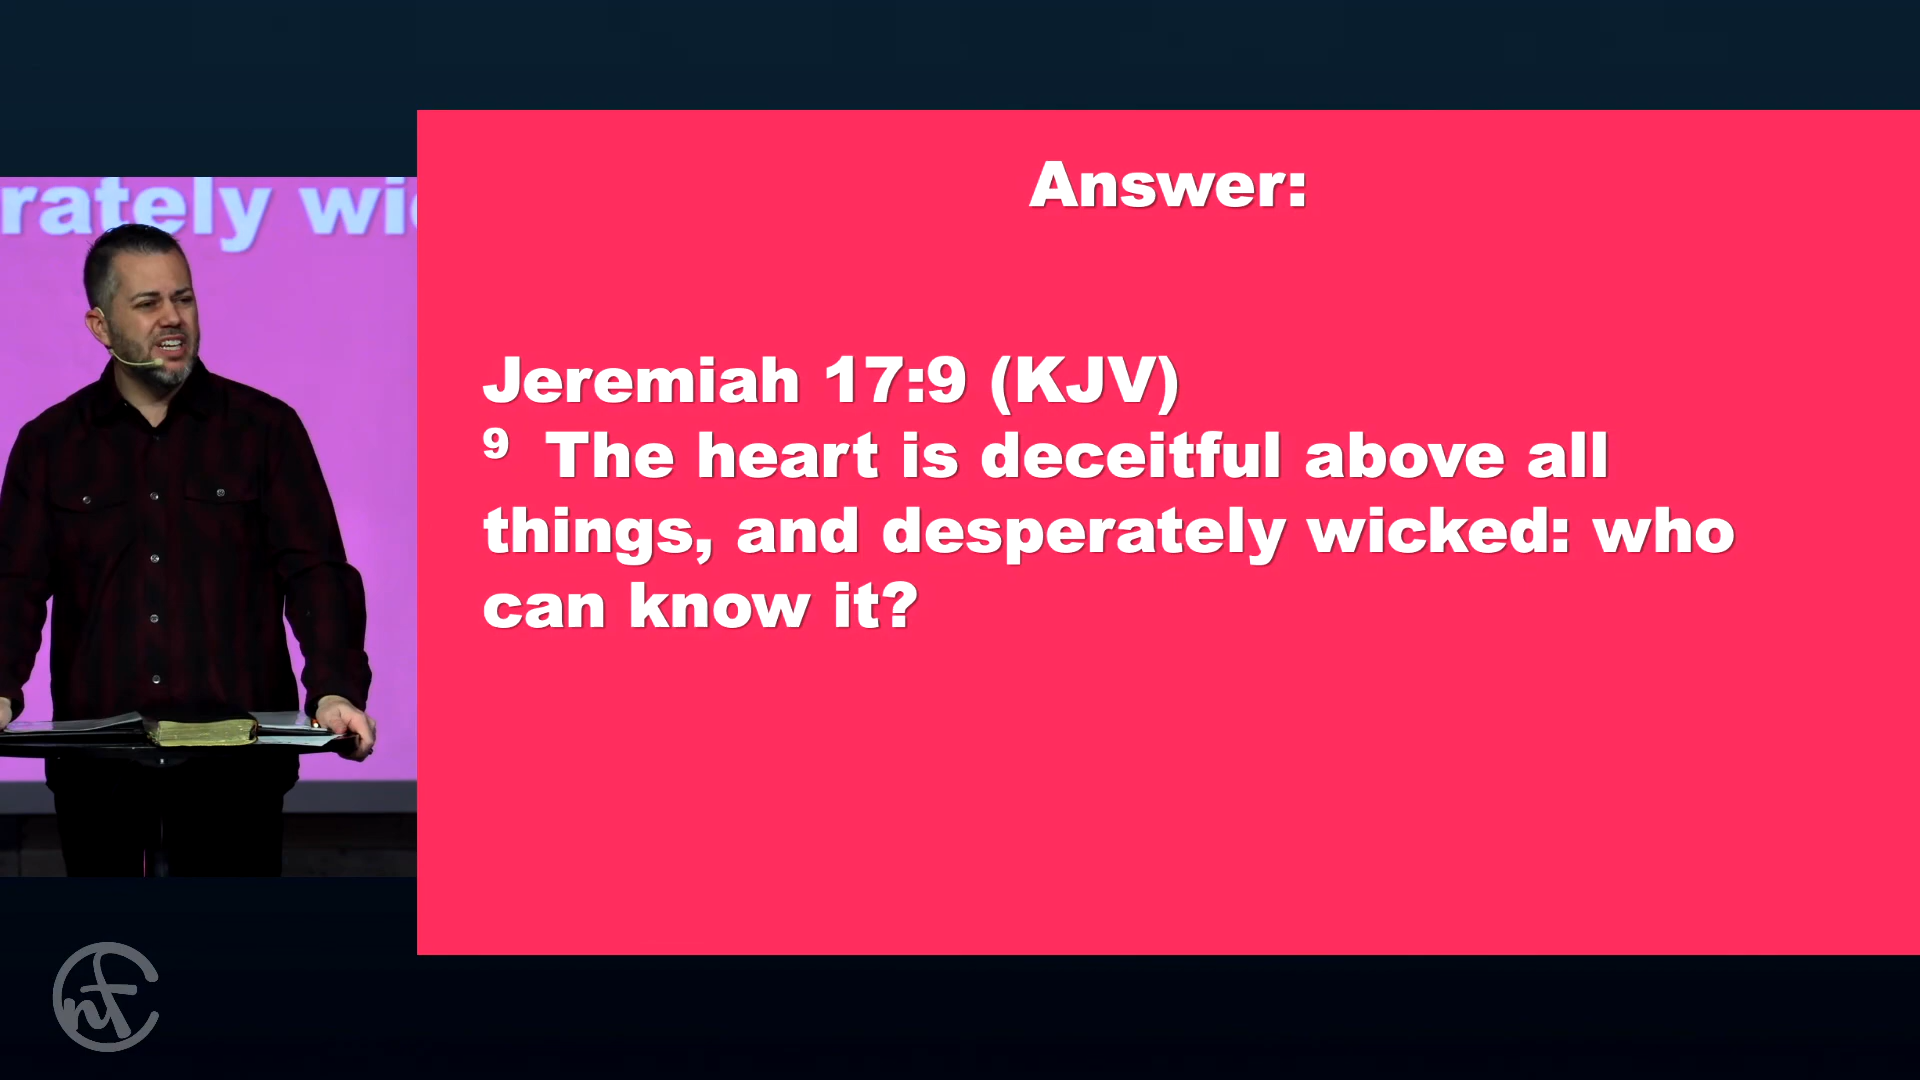 Answer:
rately wi
Jeremiah 17:9 (KJV)
9 The heart is deceitful above all
things, and desperately wicked: who
can know it?